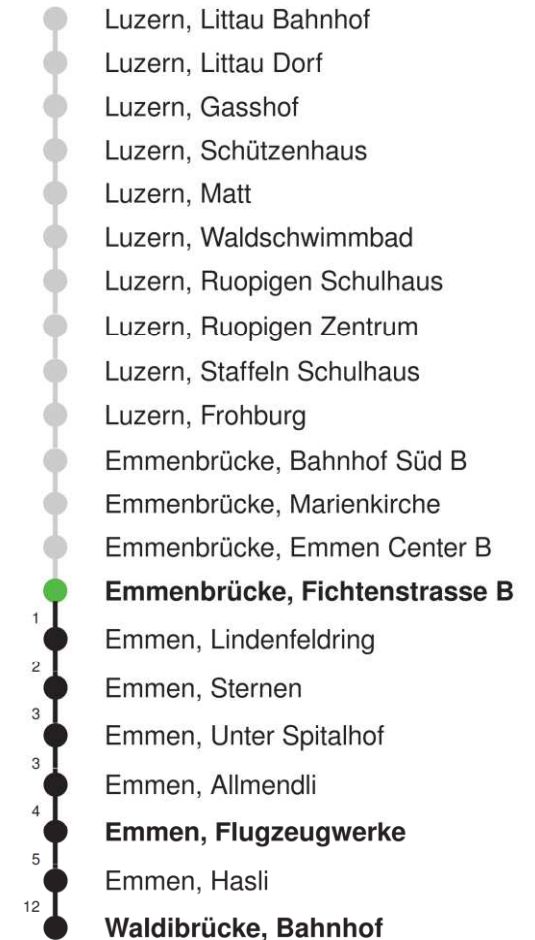 Luzern, Littau Bahnhof
Luzern, Littau Dorf
Luzern, Gasshof
Luzern, Schützenhaus
Luzern, Matt
Luzern, Waldschwimmbad
Luzern, Ruopigen Schulhaus
Luzern, Ruopigen Zentrum
Luzern, Staffeln Schulhaus
Luzern, Frohburg
Emmenbrücke, Bahnhof Süd B
Emmenbrücke, Marienkirche
Emmenbrücke, Emmen Center B
Emmenbrücke, Fichtenstrasse B
1
Emmen, Lindenfeldring
2
Emmen, Sternen
3
Emmen, Unter Spitalhof
3
Emmen, Allmendli
4
Emmen, Flugzeugwerke
5
Emmen, Hasli
12
Waldibrücke, Bahnhof